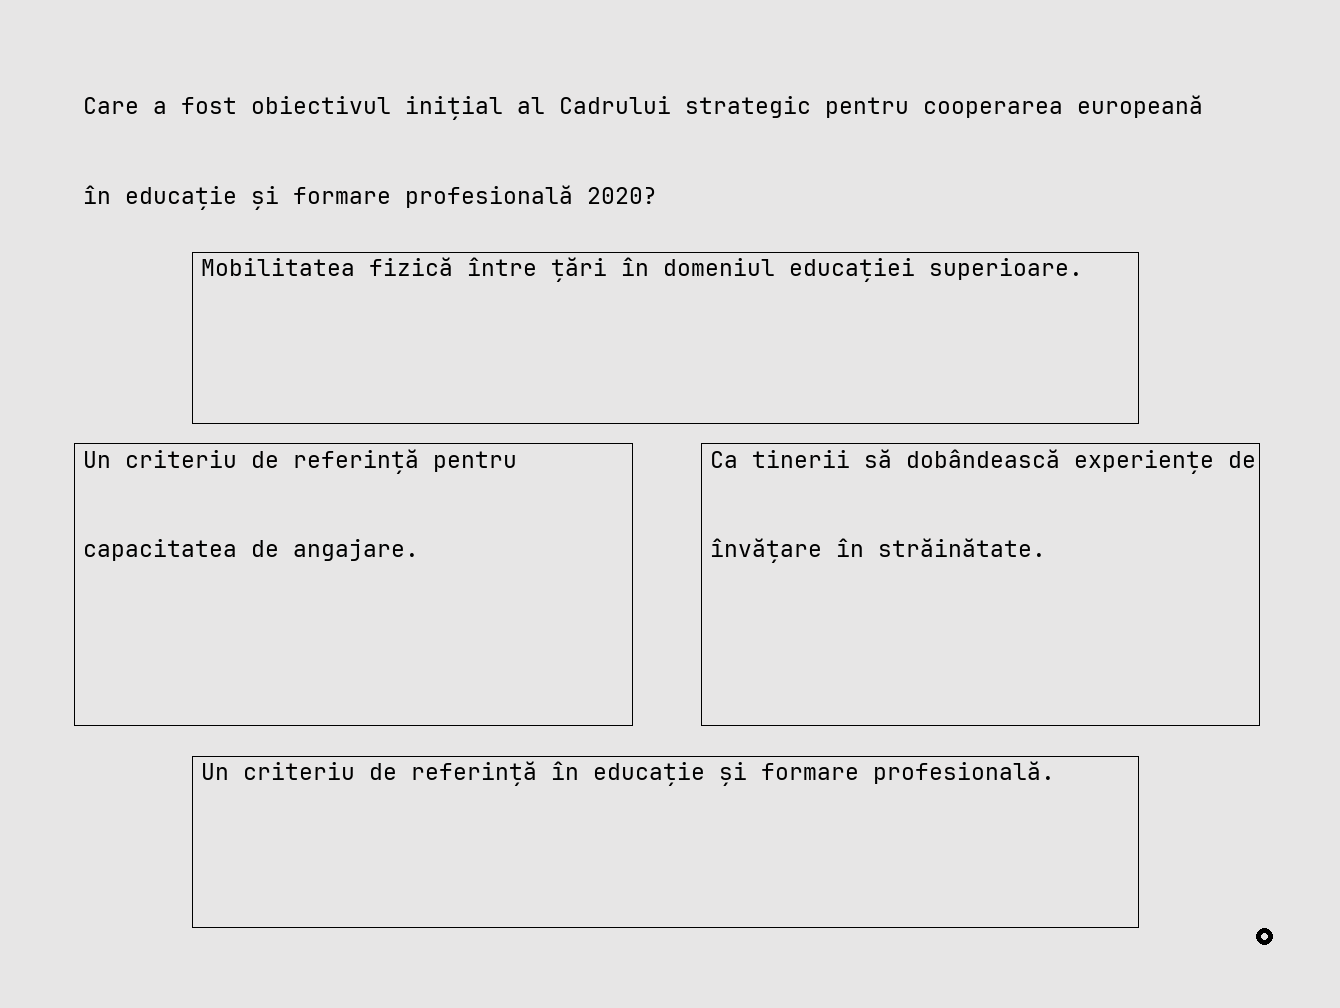 Care a fost obiectivul inițial al Cadrului strategic pentru cooperarea europeană
în educație și formare profesională 2020?
Mobilitatea fizică între țări în domeniul educației superioare.
Un criteriu de referință pentru
capacitatea de angajare.
Ca tinerii să dobândească experiențe de
învățare în străinătate.
Un criteriu de referință în educație și formare profesională.